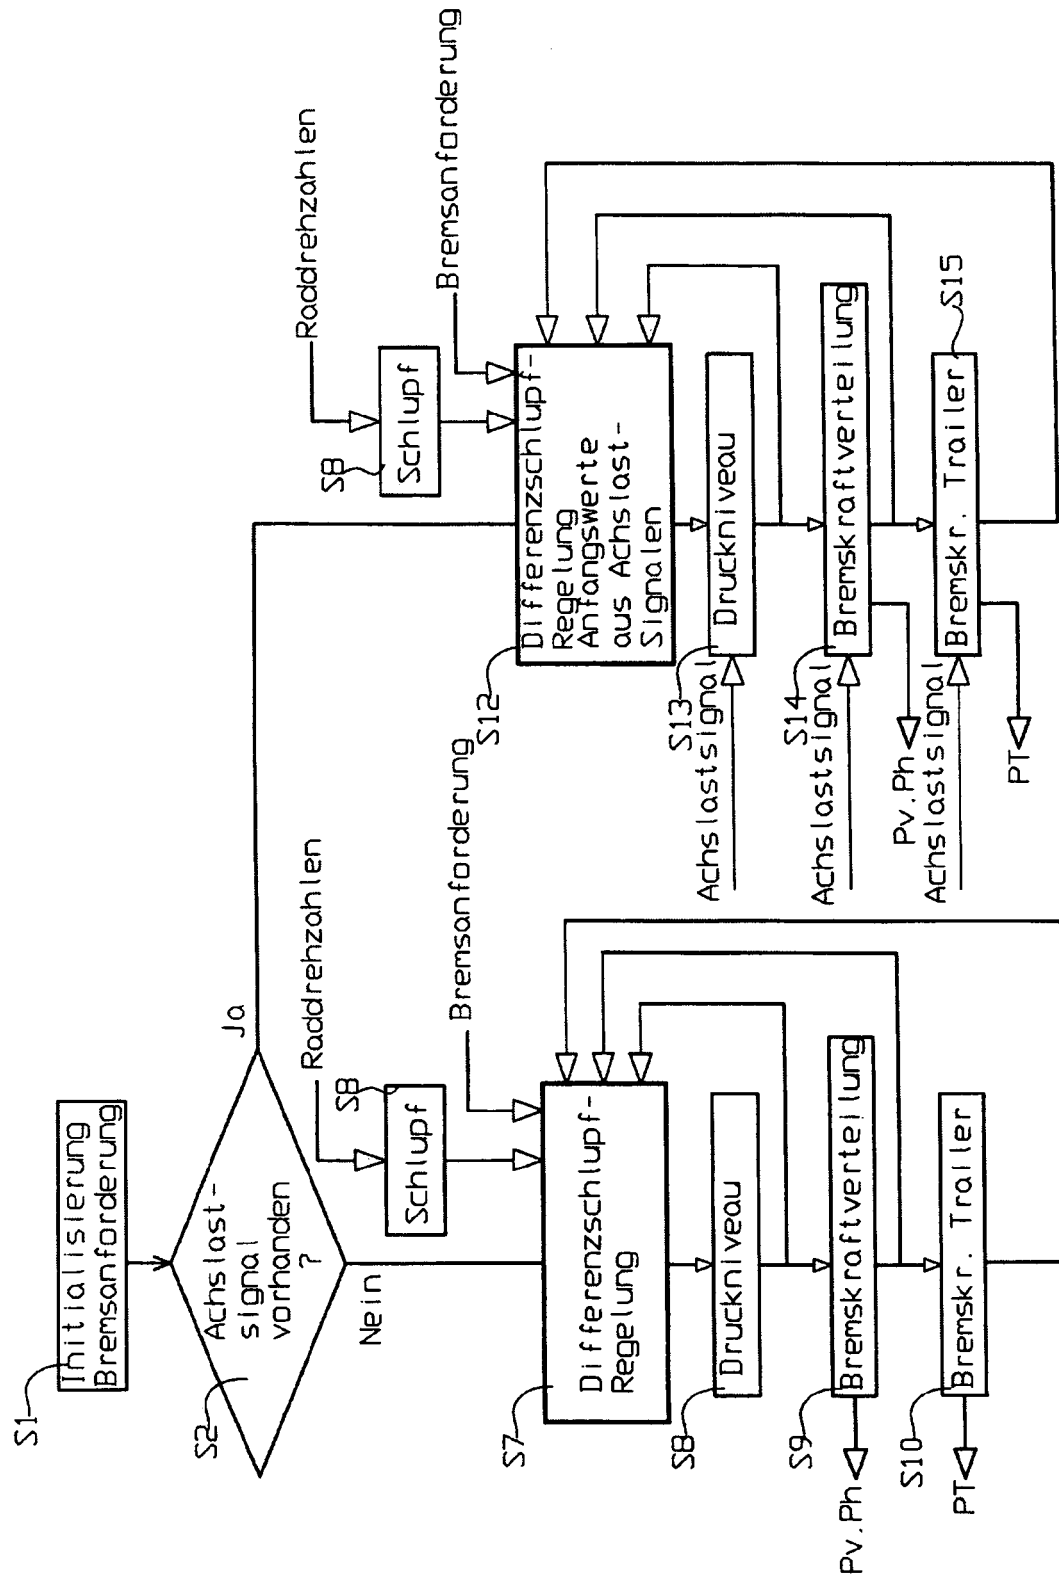 S1
Initialisierung
Bremsanforderung
S2
Achslast-
signal
vorhanden
?
Ja
Nein
Raddrehzahlen
S8
Schlupf
Bremsanforderung
S7
Differenzschlupf-
Regelung
S8
Druckniveau
S9
Bremskraftverteilung
Pv.Ph
S10
Bremskr. Trailer
PT
Raddrehzahlen
S8
Schlupf
Bremsanforderung
S12
Differenzschlupf-
Regelung
Anfangswerte
aus Achslast-
Signalen
S13
Druckniveau
Achslastsignal
S14
Bremskraftverteilung
Achslastsignal
Pv.Ph
S15
Bremskr. Trailer
Achslastsignal
PT